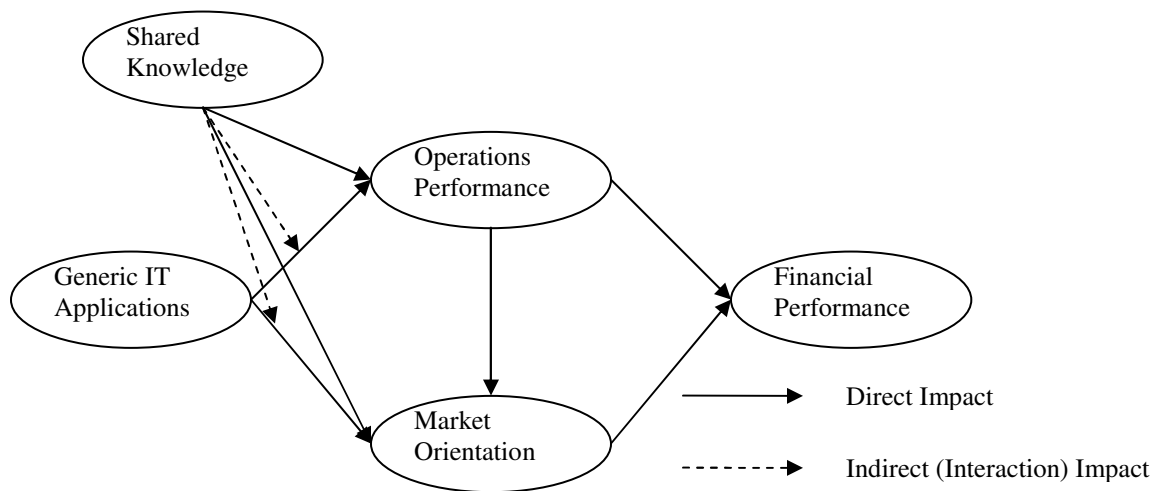 Shared
Knowledge
Operations
Performance
Generic IT
Applications
Financial
Performance
Market
Orientation
Direct Impact
Indirect (Interaction) Impact